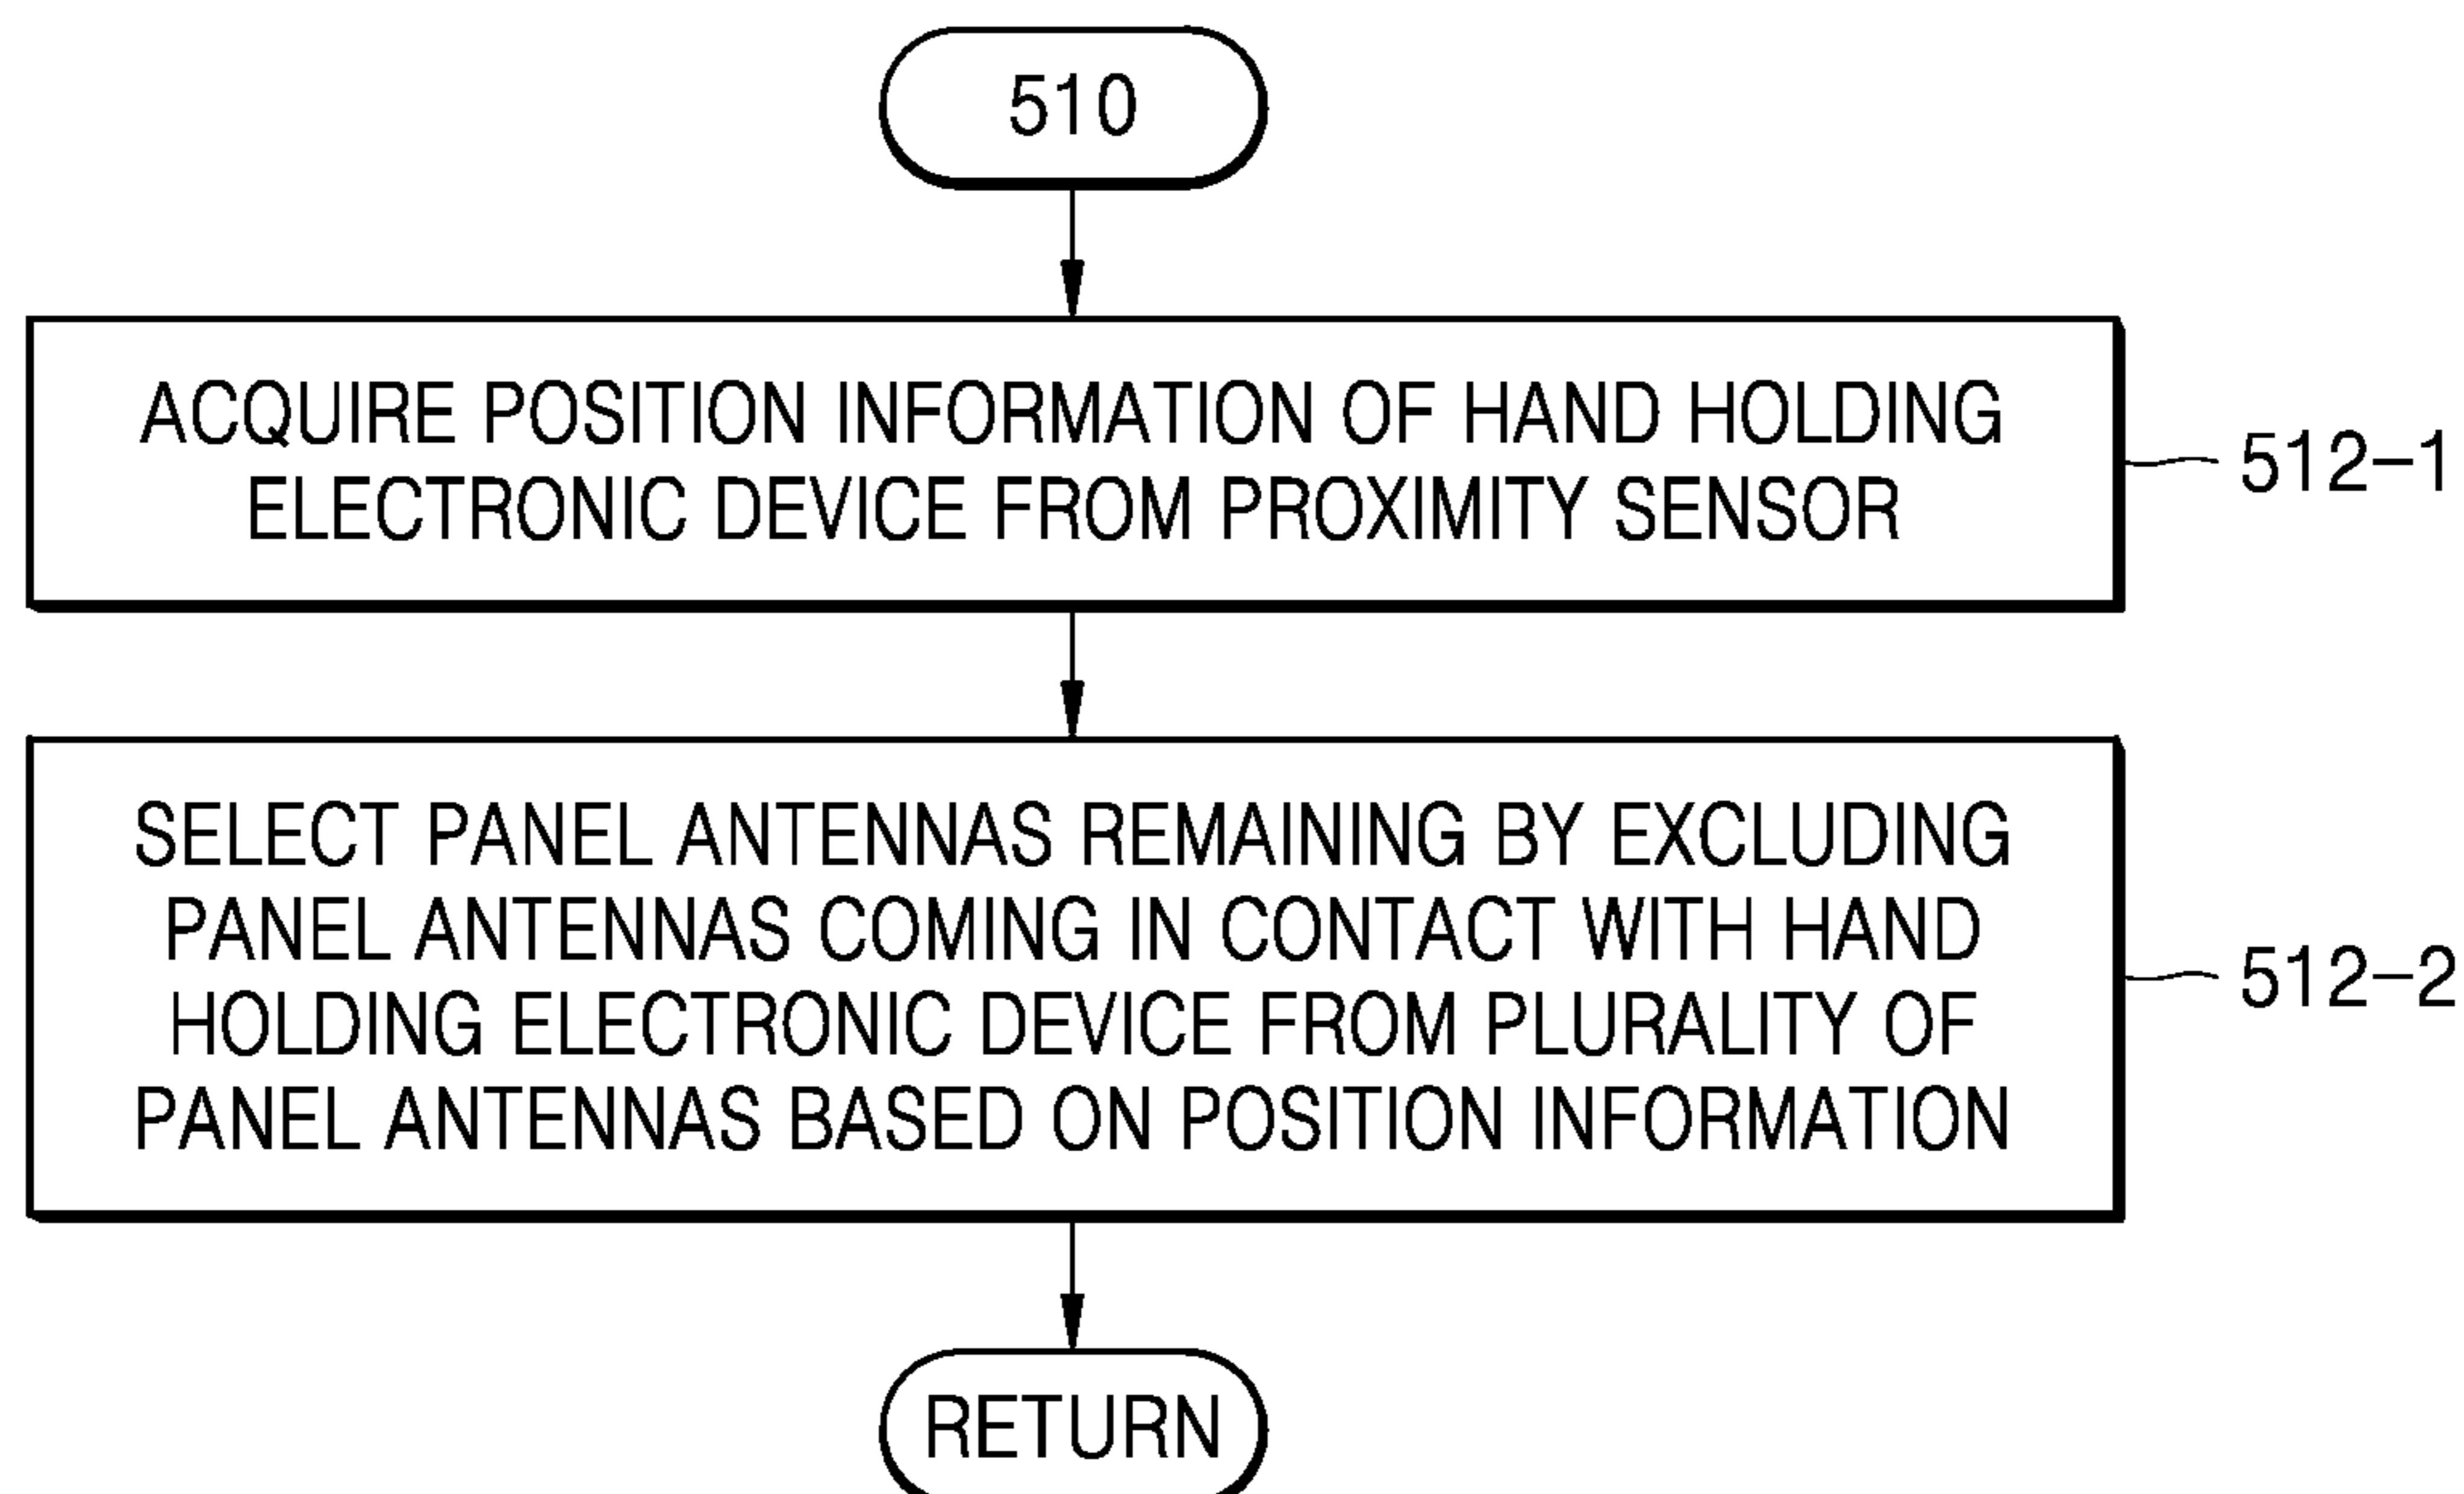 510
ACQUIRE POSITION INFORMATION OF HAND HOLDING
ELECTRONIC DEVICE FROM PROXIMITY SENSOR
512-1
SELECT PANEL ANTENNAS REMAINING BY EXCLUDING
PANEL ANTENNAS COMING IN CONTACT WITH HAND
HOLDING ELECTRONIC DEVICE FROM PLURALITY OF
PANEL ANTENNAS BASED ON POSITION INFORMATION
512-2
RETURN